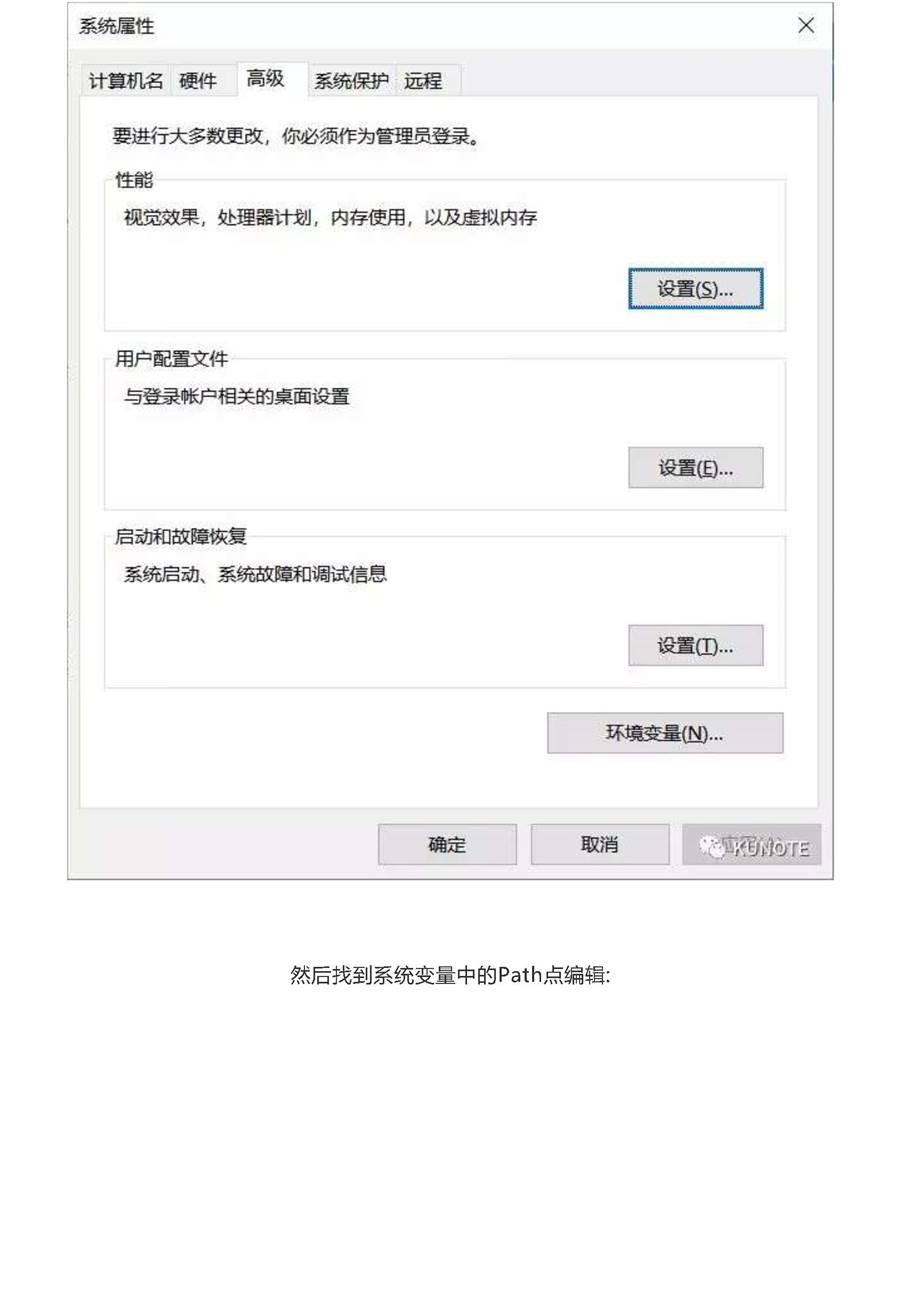 系统属性
计算机名 硬件 高级 系统保护 远程
要进行大多数更改，你必须作为管理员登录。
性能
视觉效果，处理器计划，内存使用，以及虚拟内存
设置(S)...
用户配置文件
与登录帐户相关的桌面设置
设置(E)...
启动和故障恢复
系统启动、系统故障和调试信息
设置(T)...
环境变量(N)...
确定 取消 KUNOTE
然后找到系统变量中的Path点编辑: